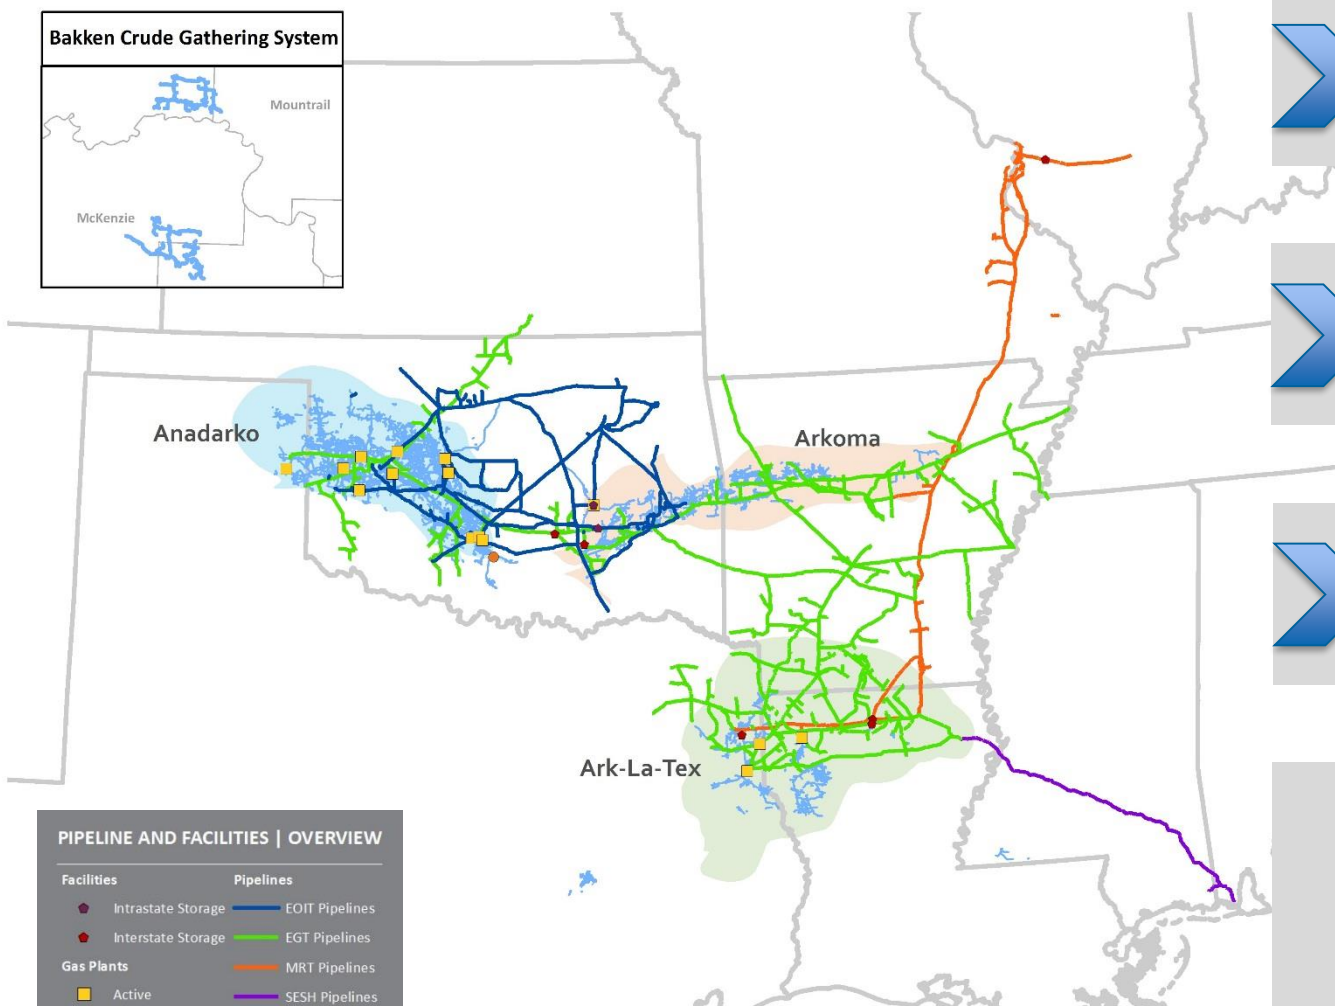 Bakken Crude Gathering System
Mountrail
McKenzie
Anadarko
Arkoma
Ark-La-Tex
PIPELINE AND FACILITIES | OVERVIEW
Facilities
Pipelines
Intrastate Storage
EOIT Pipelines
Interstate Storage
EGT Pipelines
Gas Plants
MRT Pipelines
Active
SESH Pipelines